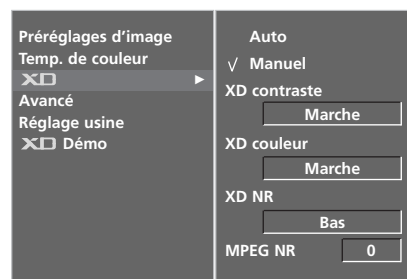 Préréglages d'image
Temp. de couleur
XD
Avancé
Réglage usine
XD Démo
Auto
√ Manuel
XD contraste
Marche
XD couleur
Marche
XD NR
Bas
MPEG NR 0